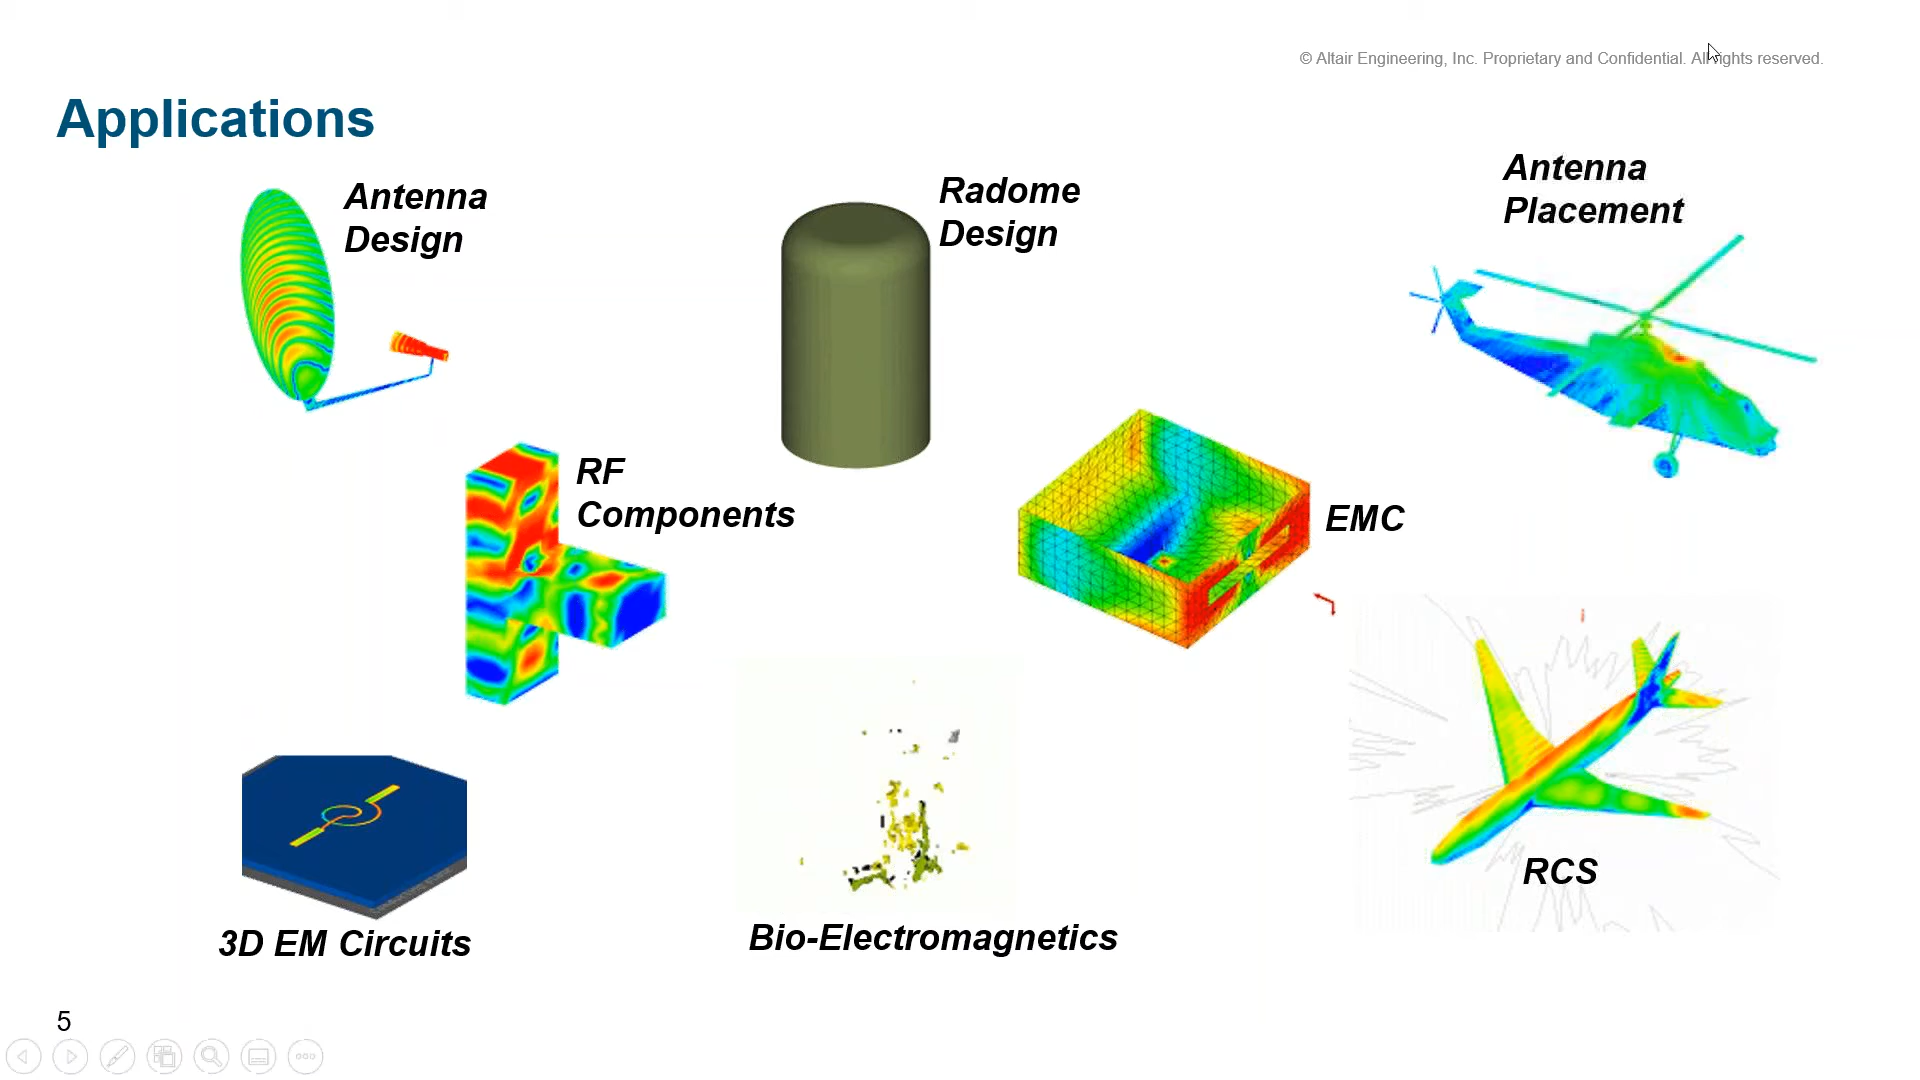 © Altair Engineering, Inc. Proprietary and Confidential. All rights reserved.
Applications
Antenna
Design
Radome
Design
Antenna
Placement
RF
Components
EMC
RCS
3D EM Circuits
Bio-Electromagnetics
5